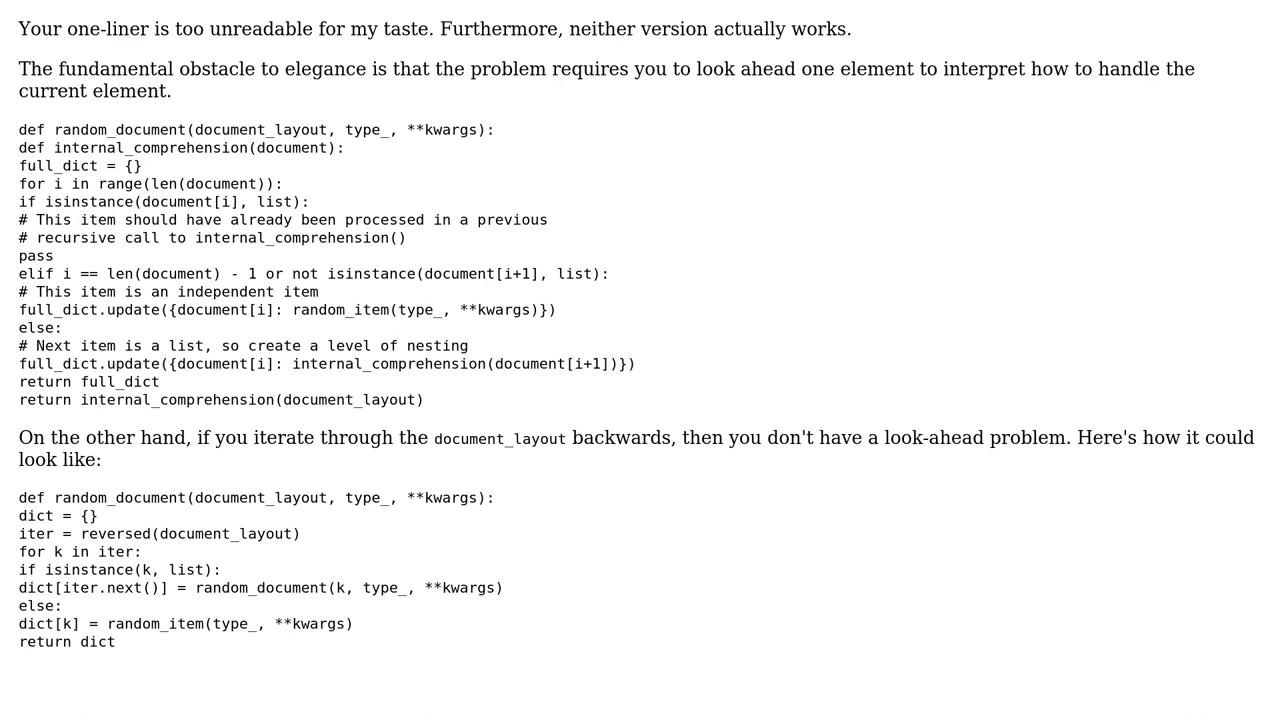 Your one-liner is too unreadable for my taste. Furthermore, neither version actually works.
The fundamental obstacle to elegance is that the problem requires you to look ahead one element to interpret how to handle the
current element.
def random_document(document_layout, type_, **kwargs):
def internal_comprehension(document):
full_dict = {}
for i in range(len(document)):
if isinstance(document[i], list):
# This item should have already been processed in a previous
# recursive call to internal_comprehension()
pass
elif i == len(document) - 1 or not isinstance(document[i+1], list):
# This item is an independent item
full_dict.update({document[i]: random_item(type_, **kwargs)})
else:
# Next item is a list, so create a level of nesting
full_dict.update({document[i]: internal_comprehension(document[i+1])})
return full_dict
return internal_comprehension(document_layout)
On the other hand, if you iterate through the document_layout backwards, then you don't have a look-ahead problem. Here's how it could
look like:
def random_document(document_layout, type_, **kwargs):
dict = {}
iter = reversed(document_layout)
for k in iter:
if isinstance(k, list):
dict[iter.next()] = random_document(k, type_, **kwargs)
else:
dict[k] = random_item(type_, **kwargs)
return dict